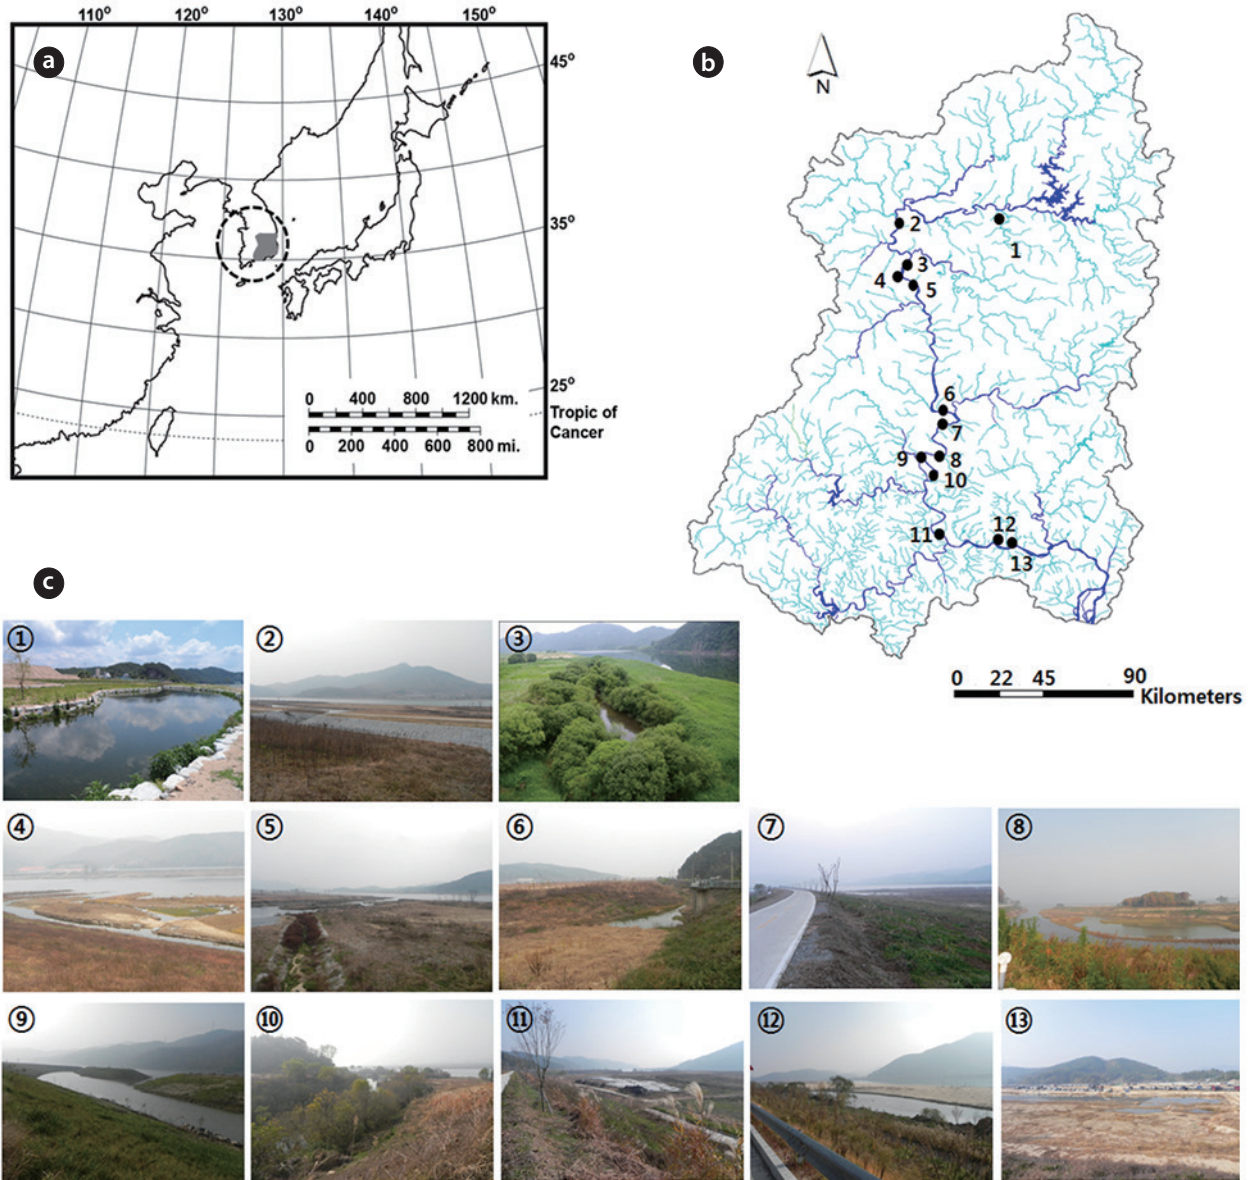 110° 120° 130° 140° 150°
a
45°
35°
25°
0 400 800 1200 km.
0 200 400 600 800 mi.
Tropic of
Cancer
b
N
2
1
3
4
5
6
7
9
8
10
11
12
13
0 22 45 90
Kilometers
c
① ② ③
④ ⑤ ⑥ ⑦ ⑧
⑨ ⑩ ⑪ ⑫ ⑬